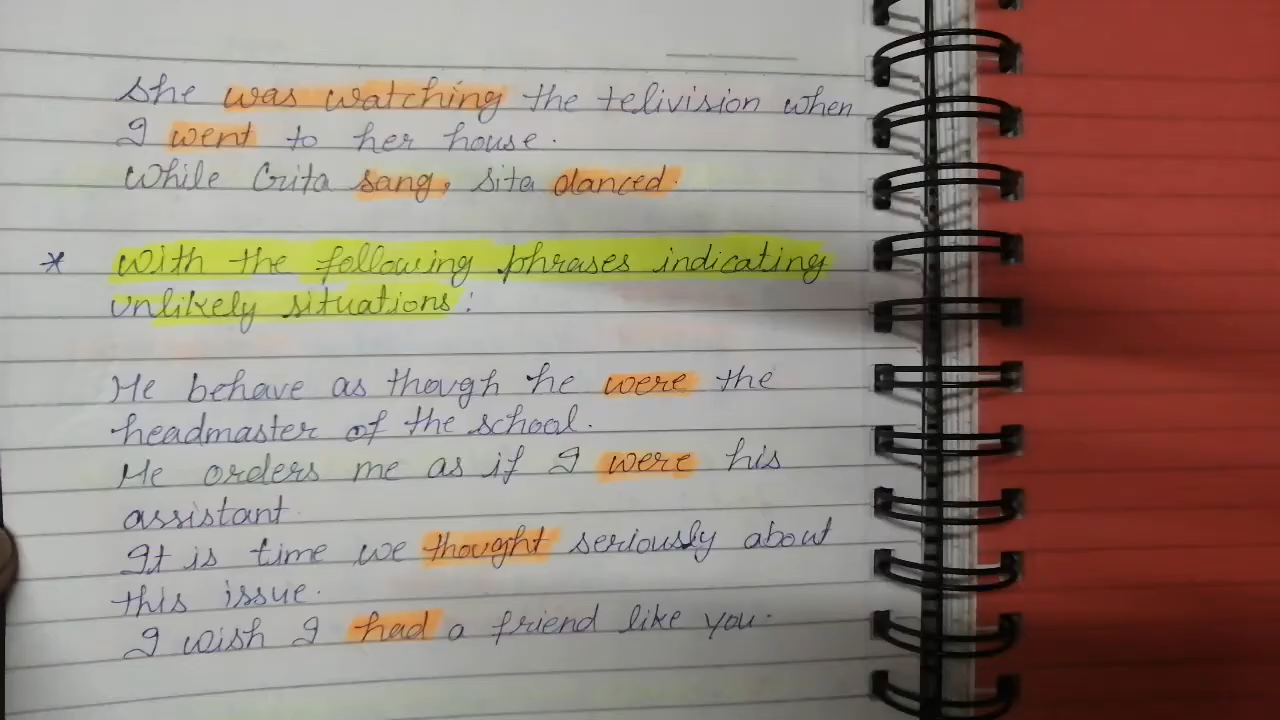 She was watching the telivision when
I went to her house.
While Grita sang, Sita danced.
* With the following phrases indicating
unlikely situations:
He behave as though he were the
headmaster of the school.
He orders me as if I were his
assistant
It is time we thought seriously about
this issue.
I wish I had a friend like you.